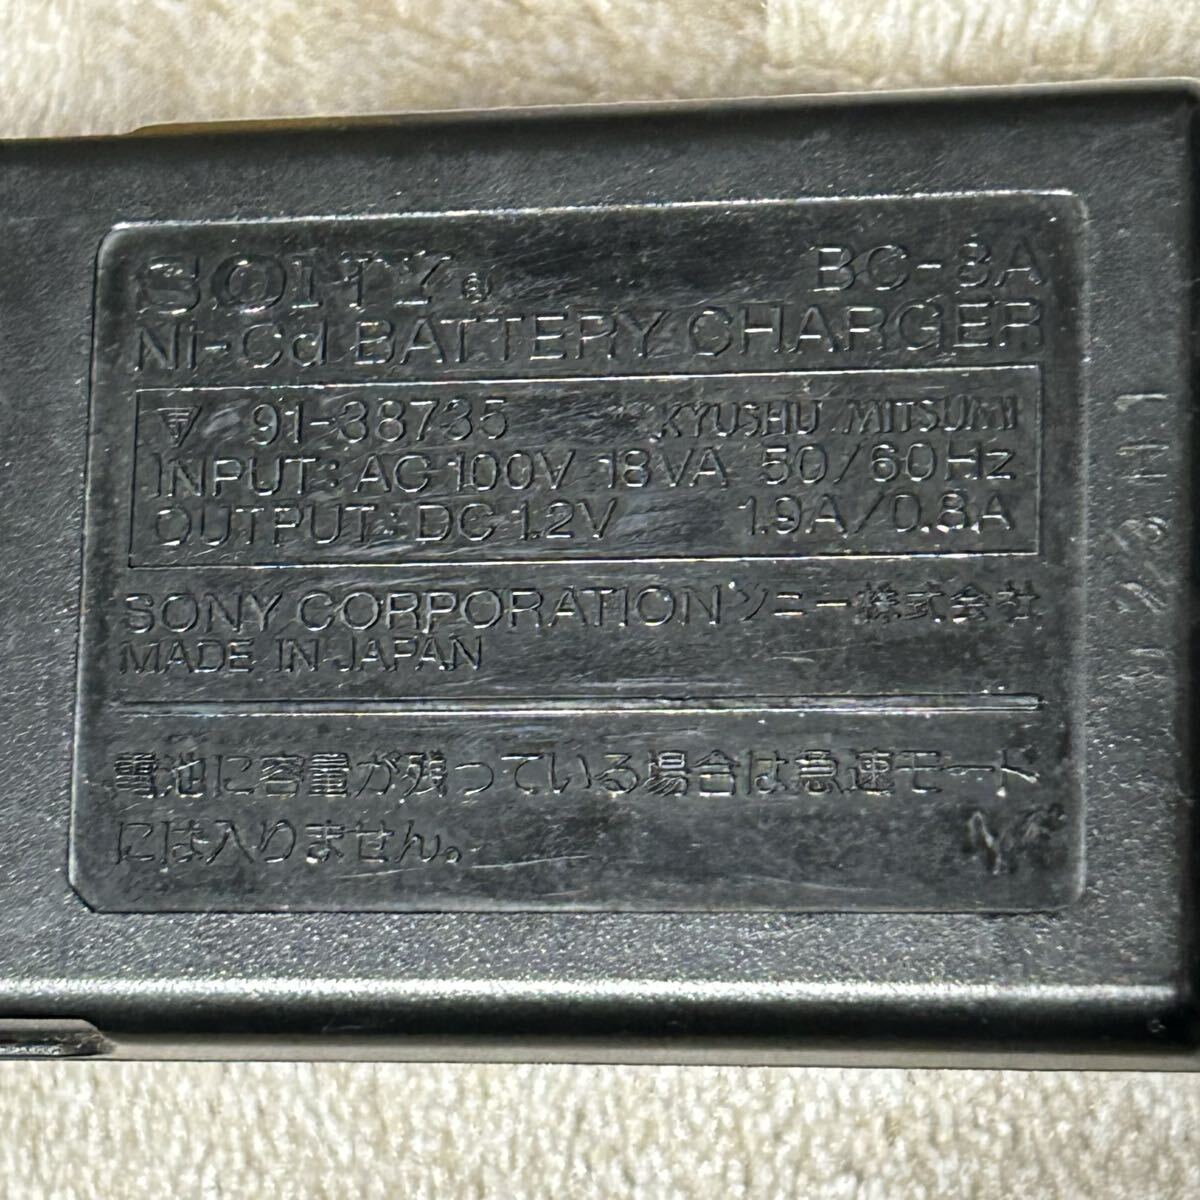 SONY® BC-8A
Ni-Cd BATTERY CHARGER
91-38735 KYUSHU MITSUMI
INPUT: AC 100V 18VA 50/60Hz
OUTPUT: DC 1.2V 1.9A/0.8A
SONY CORPORATION ソニー株式会社
MADE IN JAPAN
電池に容量が残っている場合は急速モード
には入りません。